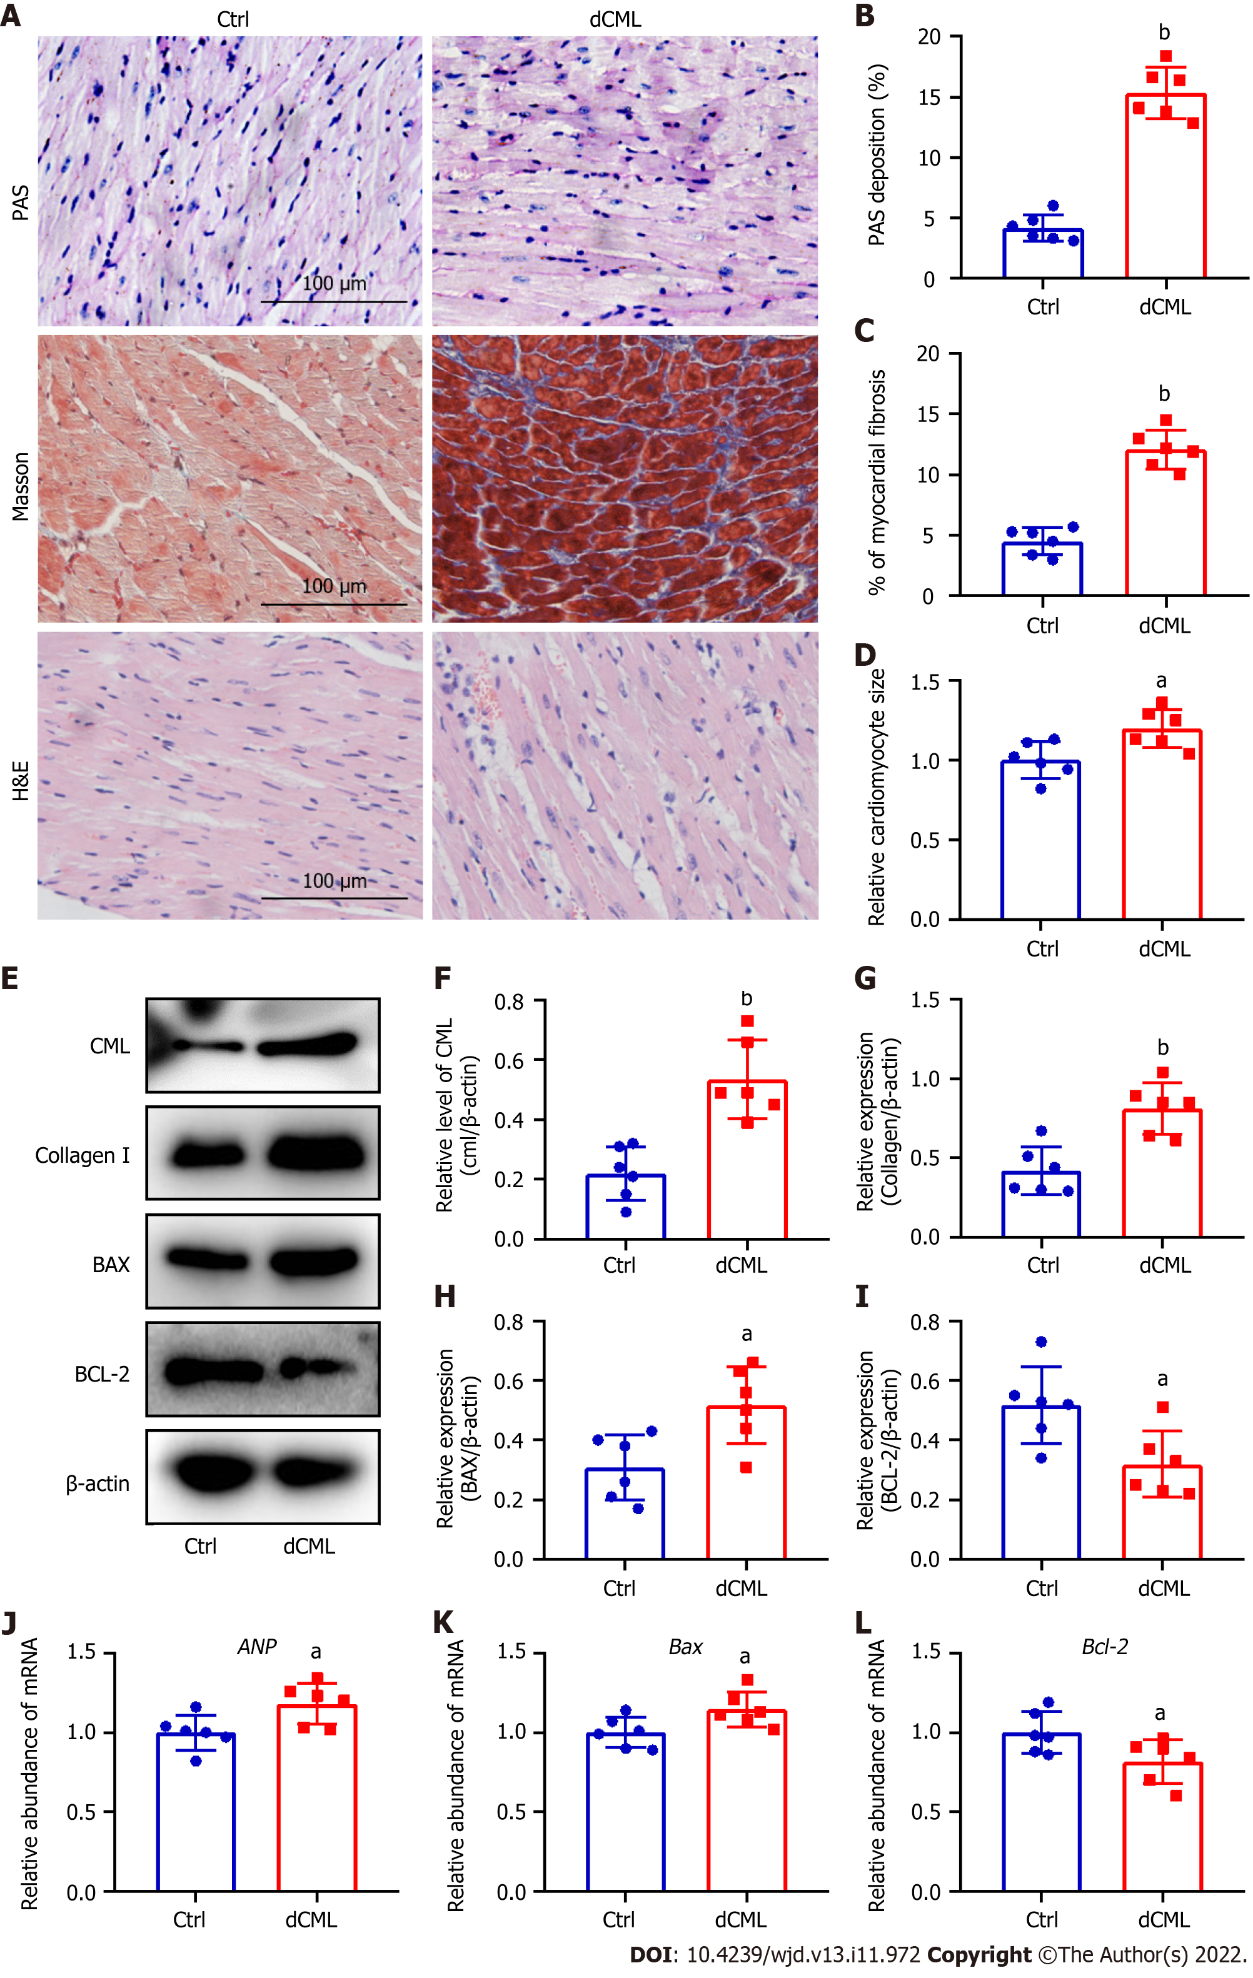 A
Ctrl
dCML
PAS
100 µm
Masson
100 µm
H&E
100 µm
B
PAS deposition (%)
20
15
10
5
0
b
Ctrl
dCML
C
% of myocardial fibrosis
20
15
10
5
0
b
Ctrl
dCML
D
Relative cardiomyocyte size
1.5
1.0
0.5
0.0
a
Ctrl
dCML
E
CML
Collagen I
BAX
BCL-2
β-actin
Ctrl
dCML
F
Relative level of CML
(cml/β-actin)
0.8
0.6
0.4
0.2
0.0
b
Ctrl
dCML
G
Relative expression
(Collagen/β-actin)
1.5
1.0
0.5
0.0
b
Ctrl
dCML
H
Relative expression
(BAX/β-actin)
0.8
0.6
0.4
0.2
0.0
a
Ctrl
dCML
I
Relative expression
(BCL-2/β-actin)
0.8
0.6
0.4
0.2
0.0
a
Ctrl
dCML
J
Relative abundance of mRNA
ANP
1.5
1.0
0.5
0.0
a
Ctrl
dCML
K
Relative abundance of mRNA
Bax
1.5
1.0
0.5
0.0
a
Ctrl
dCML
L
Relative abundance of mRNA
Bcl-2
1.5
1.0
0.5
0.0
a
Ctrl
dCML
DOI: 10.4239/wjd.v13.i11.972 Copyright ©The Author(s) 2022.